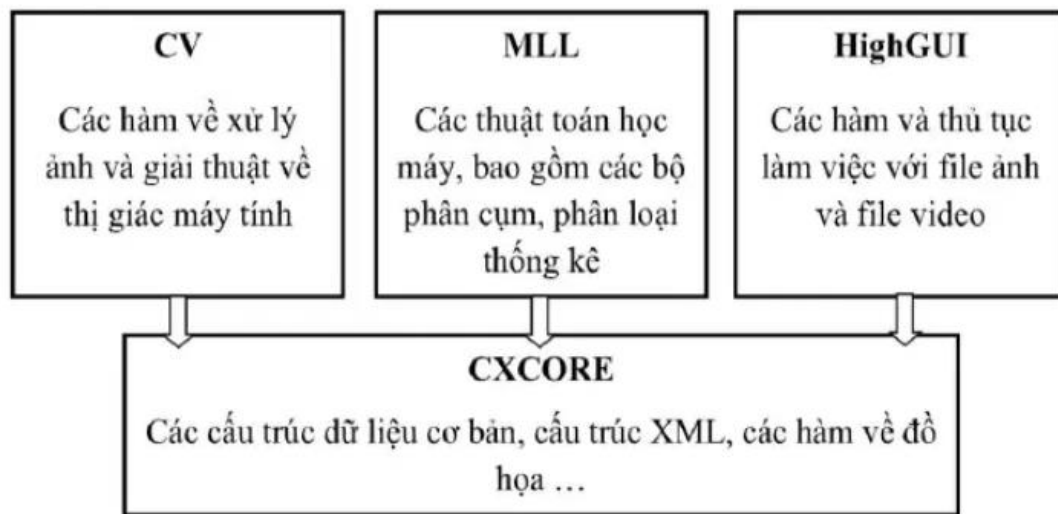 CV
Các hàm về xử lý
ảnh và giải thuật về
thị giác máy tính
MLL
Các thuật toán học
máy, bao gồm các bộ
phân cụm, phân loại
thống kê
HighGUI
Các hàm và thủ tục
làm việc với file ảnh
và file video
CXCORE
Các cấu trúc dữ liệu cơ bản, cấu trúc XML, các hàm về đồ
họa ...